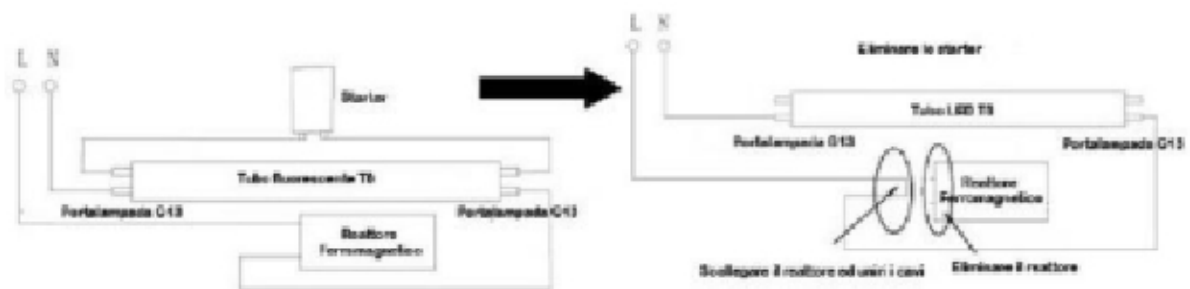 L N
Starter
Tubo fluorescente T8
Portalampada G13
Portalampada G13
Reattore
Ferromagnetico
L N
Eliminare lo starter
Tubo LED T8
Portalampada G13
Portalampada G13
Reattore
Ferromagnetico
Scollegare il reattore ed unire i cavi
Eliminare il reattore